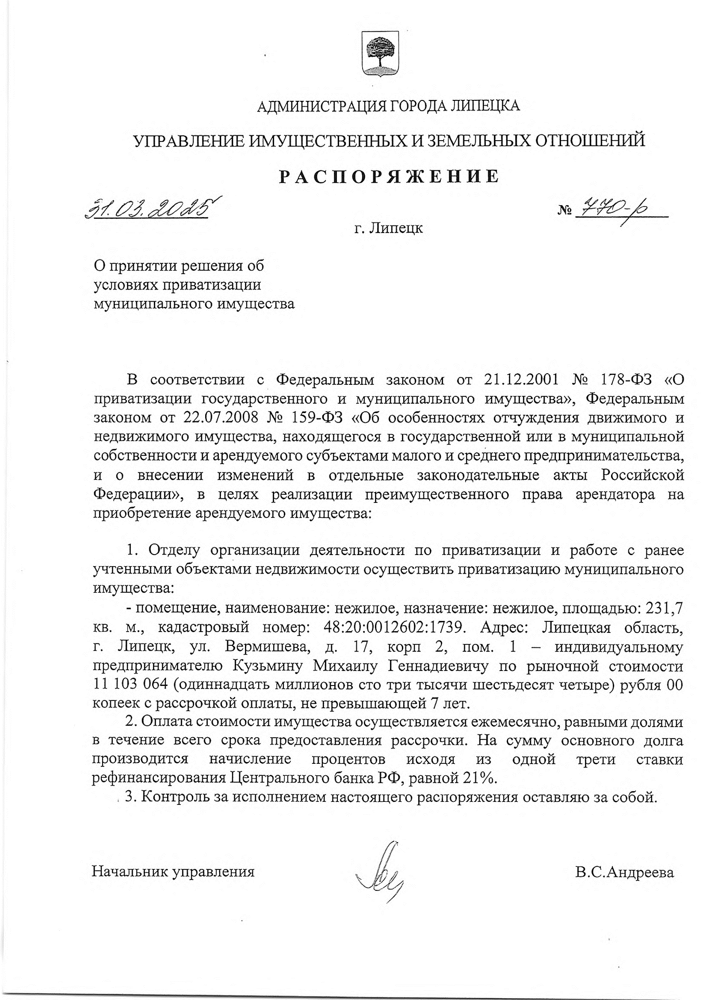 АДМИНИСТРАЦИЯ ГОРОДА ЛИПЕЦКА
УПРАВЛЕНИЕ ИМУЩЕСТВЕННЫХ И ЗЕМЕЛЬНЫХ ОТНОШЕНИЙ
РАСПОРЯЖЕНИЕ
31.03.2025 № 770-р
г. Липецк
О принятии решения об
условиях приватизации
муниципального имущества
В соответствии с Федеральным законом от 21.12.2001 № 178-ФЗ «О
приватизации государственного и муниципального имущества», Федеральным
законом от 22.07.2008 № 159-ФЗ «Об особенностях отчуждения движимого и
недвижимого имущества, находящегося в государственной или в муниципальной
собственности и арендуемого субъектами малого и среднего предпринимательства,
и о внесении изменений в отдельные законодательные акты Российской
Федерации», в целях реализации преимущественного права арендатора на
приобретение арендуемого имущества:
1. Отделу организации деятельности по приватизации и работе с ранее
учтенными объектами недвижимости осуществить приватизацию муниципального
имущества:
- помещение, наименование: нежилое, назначение: нежилое, площадью: 231,7
кв. м., кадастровый номер: 48:20:0012602:1739. Адрес: Липецкая область,
г. Липецк, ул. Вермишева, д. 17, корп 2, пом. 1 – индивидуальному
предпринимателю Кузьмину Михаилу Геннадиевичу по рыночной стоимости
11 103 064 (одиннадцать миллионов сто три тысячи шестьдесят четыре) рубля 00
копеек с рассрочкой оплаты, не превышающей 7 лет.
2. Оплата стоимости имущества осуществляется ежемесячно, равными долями
в течение всего срока предоставления рассрочки. На сумму основного долга
производится начисление процентов исходя из одной трети ставки
рефинансирования Центрального банка РФ, равной 21%.
3. Контроль за исполнением настоящего распоряжения оставляю за собой.
Начальник управления В.С.Андреева